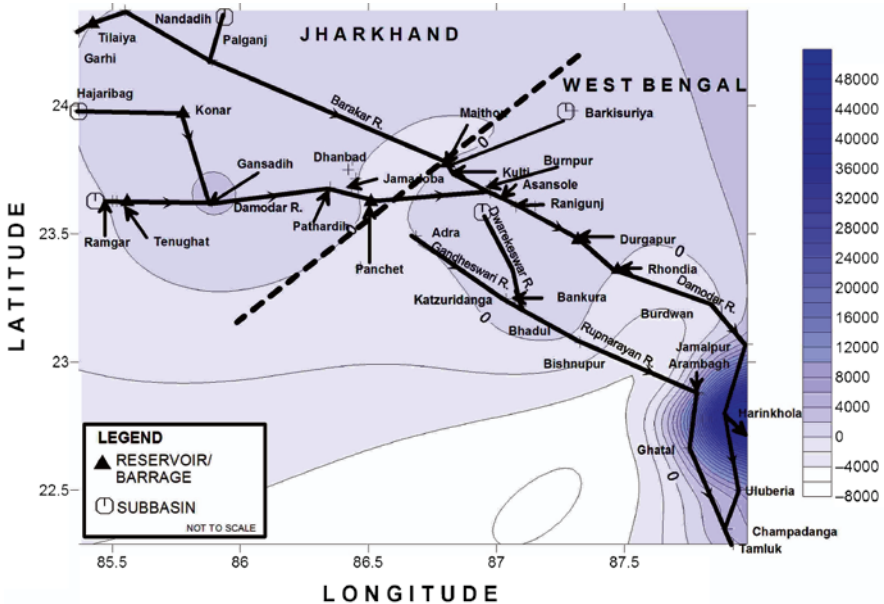 Nandadih
JHARKHAND
Tilaiya
Palganj
Garhi
Hajaribag
WEST BENGAL
48000
44000
40000
36000
32000
28000
24000
20000
16000
12000
8000
4000
0
−4000
−8000
24
Konar
Barakar R.
Maithon
Barkisuriya
0
Dhanbad
Burnpur
Gansadih
Jamadoba
Kulti
Asansole
Damodar R.
Ranigunj
Ramgar
Tenughat
Pathardih
23.5
0
Adra
Dwarekeswar R.
Durgapur
0
Panchet
Gandheswari R.
Rhondia
Katzuridanga
Bankura
Damodar R.
0
Burdwan
Bhadul
Rupnarayan R.
23
Bishnupur
Jamalpur
Arambagh
Harinkhola
LEGEND
RESERVOIR/
BARRAGE
SUBBASIN
NOT TO SCALE
Ghatal
0
22.5
Uluberia
Champadanga
Tamluk
85.5
86
86.5
87
87.5
LATITUDE
LONGITUDE